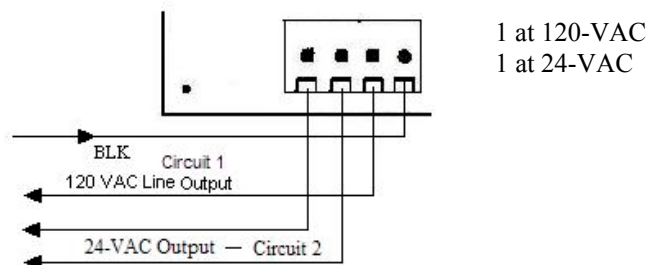 1 at 120-VAC
1 at 24-VAC
BLK
Circuit 1
120 VAC Line Output
24-VAC Output — Circuit 2